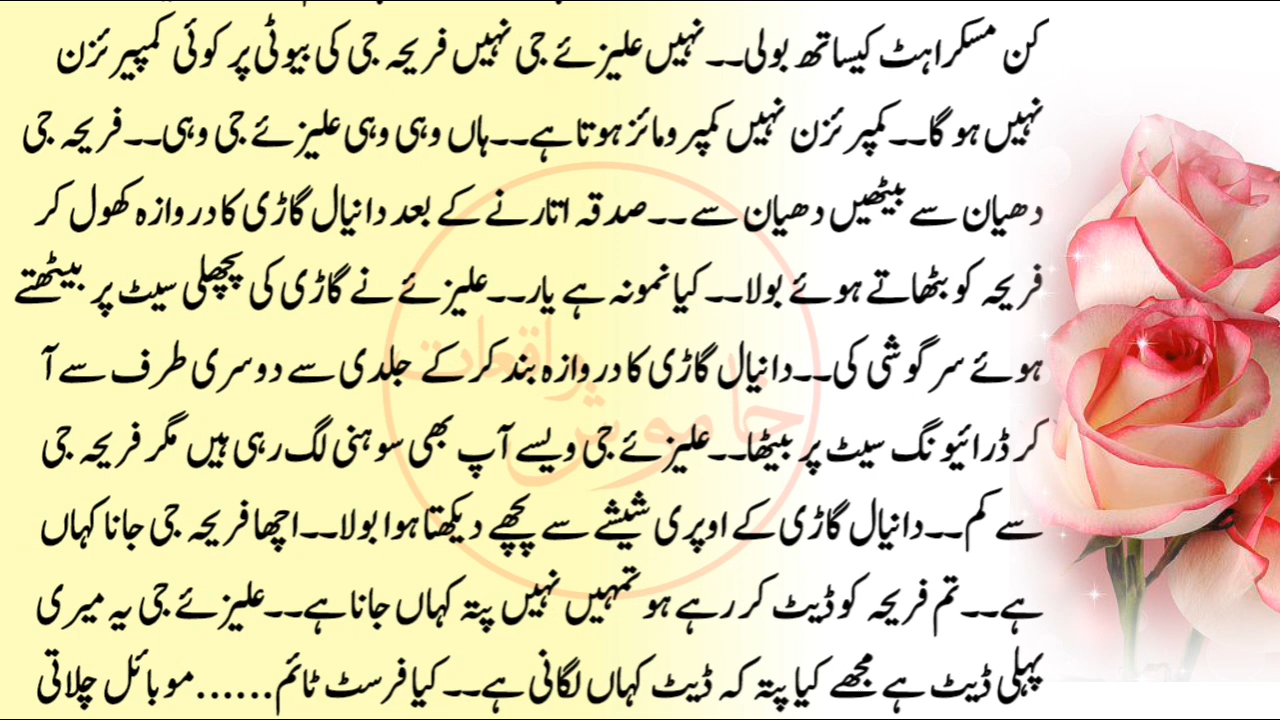 کن مسکراہٹ کیساتھ بولی۔۔ نہیں علیزئے جی نہیں فریحہ جی کی بیوٹی پر کوئی کمپیرئزن
نہیں ہو گا۔۔ کمپرئزن نہیں کمپرومائز ہوتا ہے۔۔ ہاں وہی وہی علیزئے جی وہی۔۔ فریحہ جی
دھیان سے بیٹھیں دھیان سے ۔۔ صدقہ اتارنے کے بعد دانیال گاڑی کا دروازہ کھول کر
فریحہ کو بٹھاتے ہوئے بولا۔۔ کیا نمونہ ہے یار۔۔ علیزئے نے گاڑی کی پچھلی سیٹ پر بیٹھتے
ہوئے سرگوشی کی۔۔ دانیال گاڑی کا دروازہ بند کر کے جلدی سے دوسری طرف سے آ
کر ڈرائیونگ سیٹ پر بیٹھا۔۔ علیزئے جی ویسے آپ بھی سوہنی لگ رہی ہیں مگر فریحہ جی
سے کم۔۔ دانیال گاڑی کے اوپری شیشے سے پچھے دیکھتا ہوا بولا۔۔ اچھا فریحہ جی جانا کہاں
ہے۔۔ تم فریحہ کو ڈیٹ کر رہے ہو تمہیں نہیں پتہ کہاں جانا ہے۔۔ علیزئے جی یہ میری
پہلی ڈیٹ ہے مجھے کیا پتہ کہ ڈیٹ کہاں لگانی ہے۔۔ کیا فرسٹ ٹائم...... موبائل چلاتی
خاموش پر واقعات